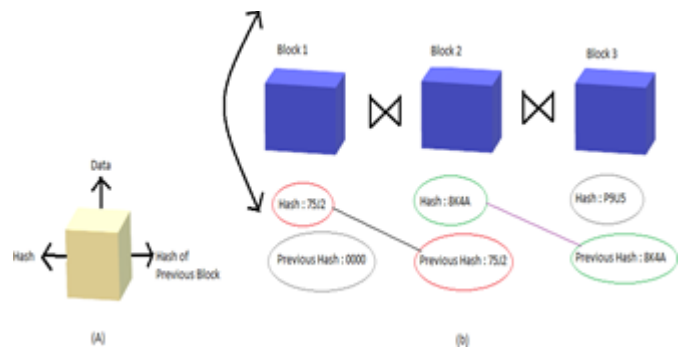 Block 1
Block 2
Block 3
Data
Hash
Hash of
Previous Block
Hash : 75J2
Hash : 8K4A
Hash : P9U5
Previous Hash : 0000
Previous Hash : 75J2
Previous Hash : 8K4A
(A)
(b)